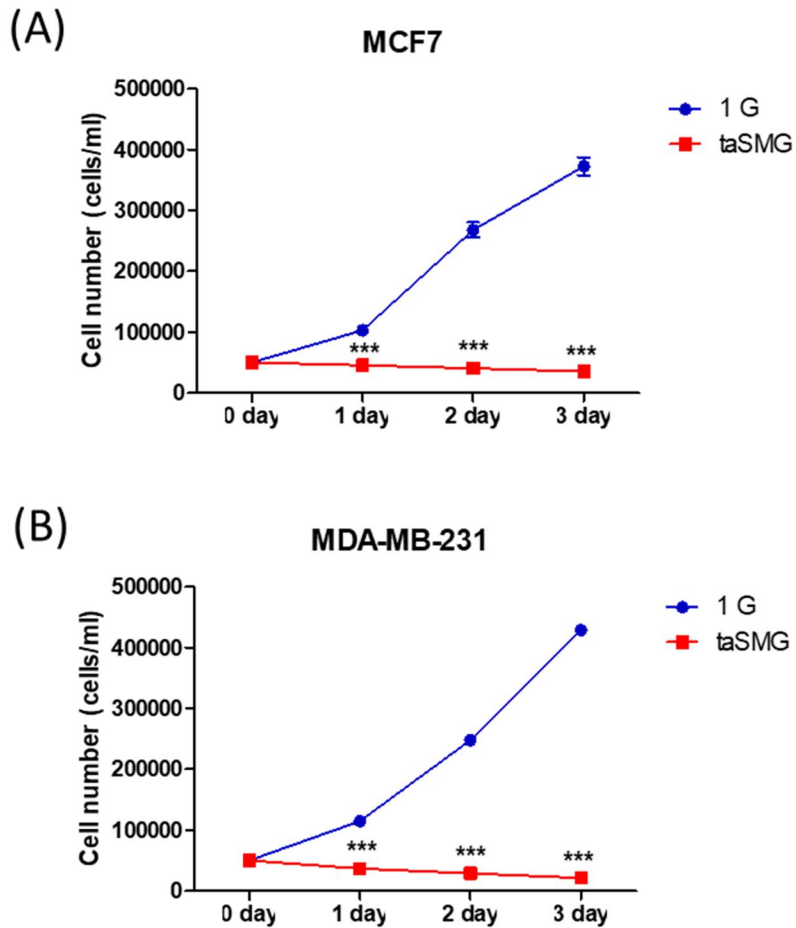 (A)
MCF7
Cell number (cells/ml)
500000
400000
300000
200000
100000
0
0 day 1 day 2 day 3 day
*** *** ***
1 G
taSMG
(B)
MDA-MB-231
Cell number (cells/ml)
500000
400000
300000
200000
100000
0
0 day 1 day 2 day 3 day
*** *** ***
1 G
taSMG